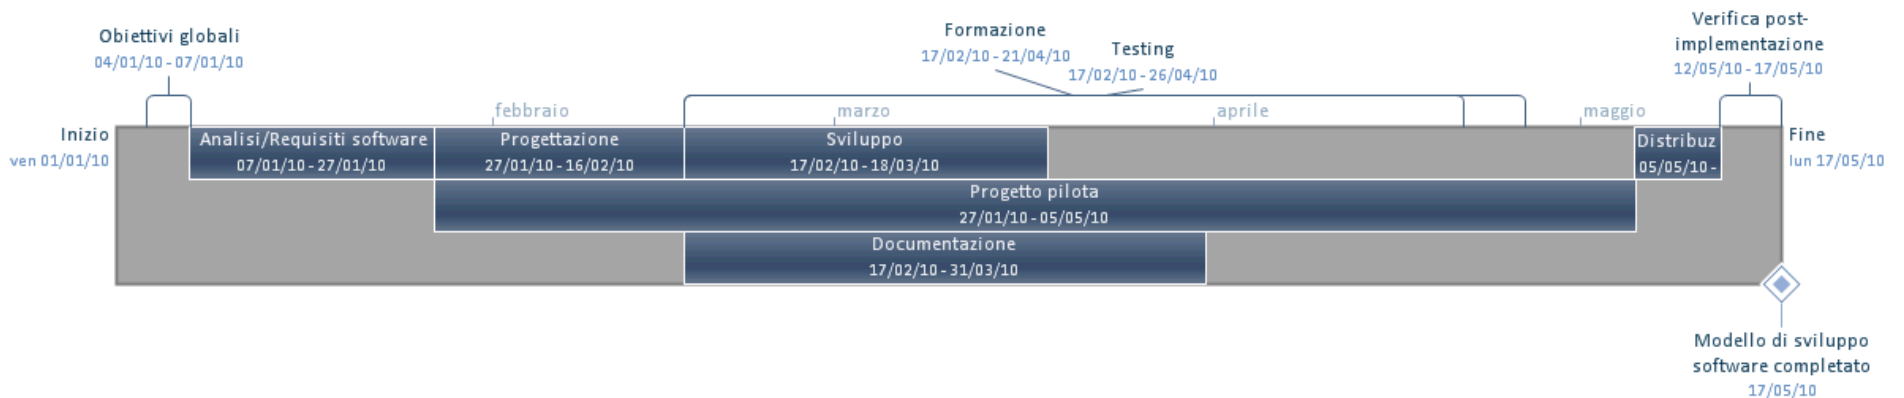 Obiettivi globali
04/01/10 - 07/01/10
Formazione
17/02/10 - 21/04/10
Testing
17/02/10 - 26/04/10
Verifica post-
implementazione
12/05/10 - 17/05/10
febbraio
marzo
aprile
maggio
Inizio
ven 01/01/10
Analisi/Requisiti software
07/01/10 - 27/01/10
Progettazione
27/01/10 - 16/02/10
Sviluppo
17/02/10 - 18/03/10
Distribuz
05/05/10 -
Fine
lun 17/05/10
Progetto pilota
27/01/10 - 05/05/10
Documentazione
17/02/10 - 31/03/10
Modello di sviluppo
software completato
17/05/10